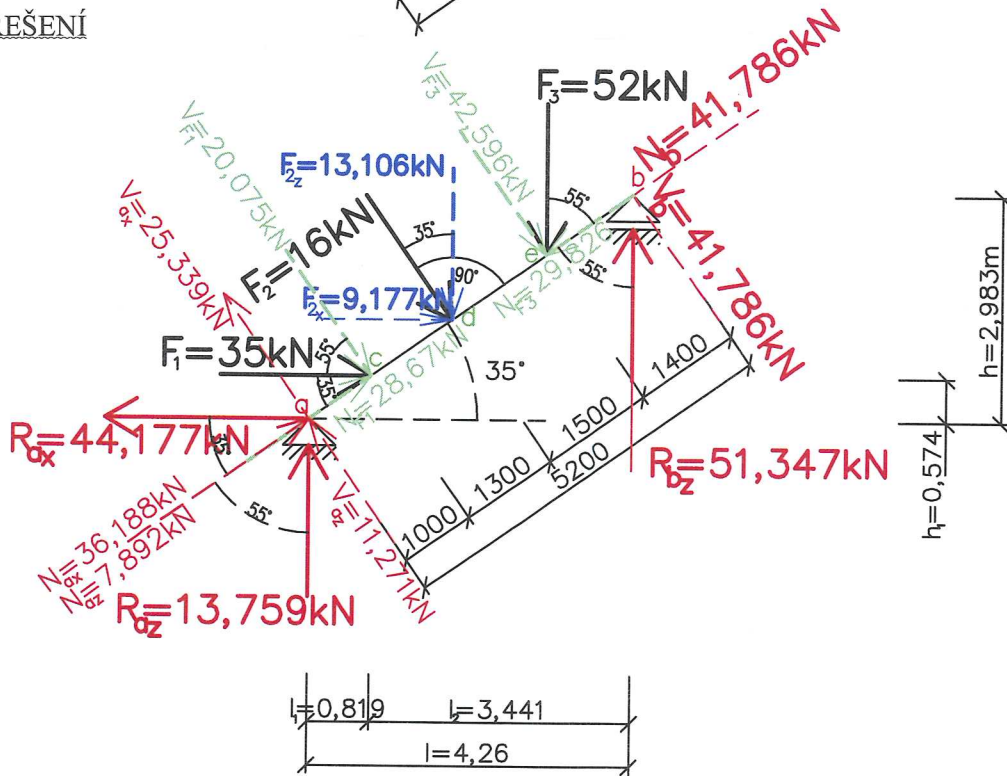 EŠENÍ
F3=52kN
Nb=41,786kN
VF3=42,596kN
VF1=20,075kN
F2z=13,106kN
b
Vb=41,786kN
55°
35°
F2=16kN
Vax=25,339kN
e
NF3=29,826
55°
90°
F2x=9,177kN
d
F1=35kN
55
c
35°
NF1=28,67kN
35°
1400
h=2,983m
a
Rax=44,177kN
35°
1500
1300
5200
Rbz=51,347kN
h1=0,574
55°
Vaz=11,271kN
1000
Nax=36,188kN
Naz=7,892kN
Raz=13,759kN
l1=0,819
l2=3,441
l=4,26